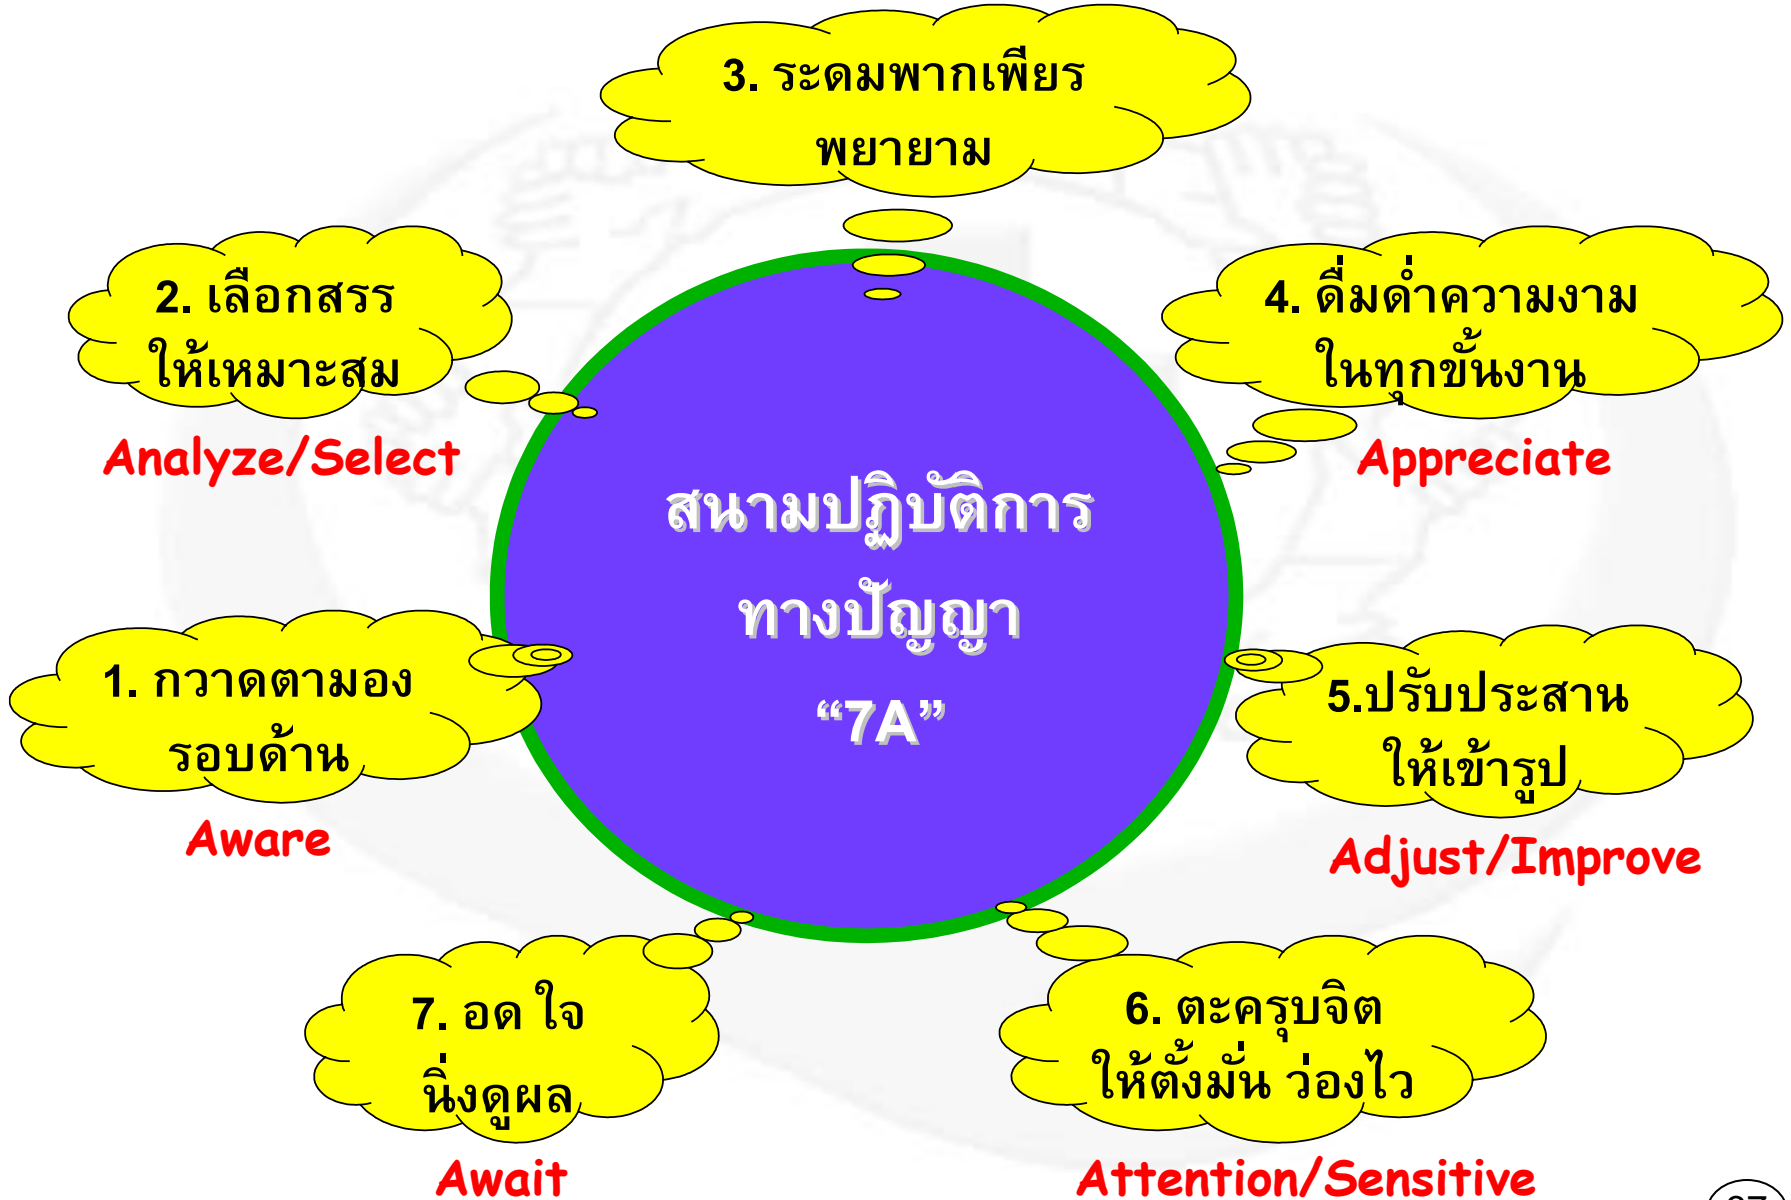 3. ระดมพากเพียร
พยายาม
2. เลือกสรร
ให้เหมาะสม
Analyze/Select
4. ดื่มด่ำความงาม
ในทุกขั้นงาน
Appreciate
สนามปฏิบัติการ
ทางปัญญา
“7A”
1. กวาดตามอง
รอบด้าน
Aware
5.ปรับประสาน
ให้เข้ารูป
Adjust/Improve
7. อด ใจ
นิ่งดูผล
Await
6. ตะครุบจิต
ให้ตั้งมั่น ว่องไว
Attention/Sensitive